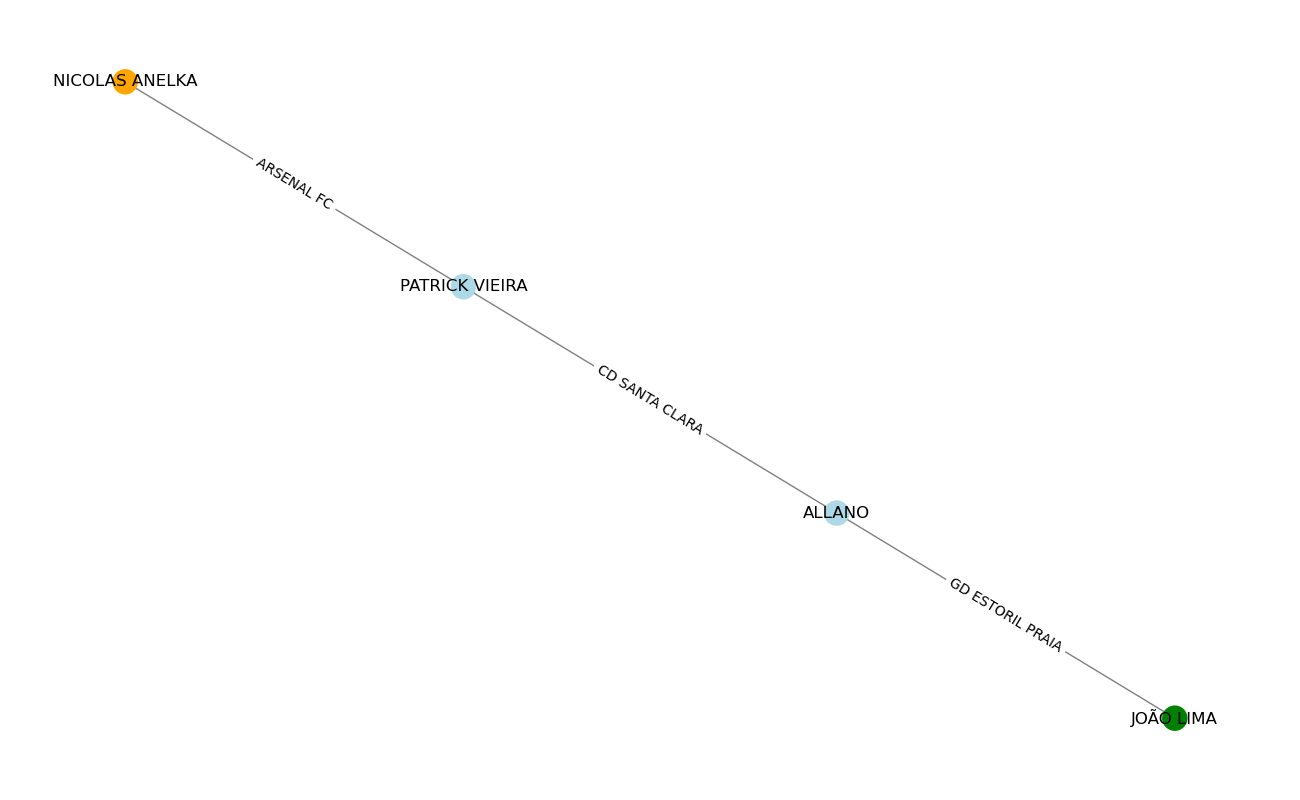 NICOLAS ANELKA
ARSENAL FC
PATRICK VIEIRA
CD SANTA CLARA
ALLANO
GD ESTORIL PRAIA
JOÃO LIMA